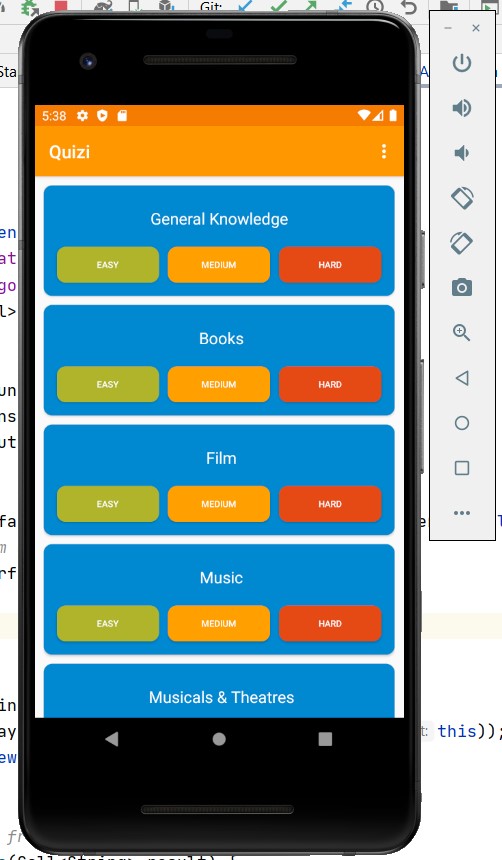 Git:
Sta
5:38
Quizi
General Knowledge
EASY MEDIUM HARD
Books
EASY MEDIUM HARD
Film
EASY MEDIUM HARD
Music
EASY MEDIUM HARD
Musicals & Theatres
en
at
go
l>
un
ns
ut
fa
m
rf
in
ay t: this));
ew
fr
(Call<String> result) {